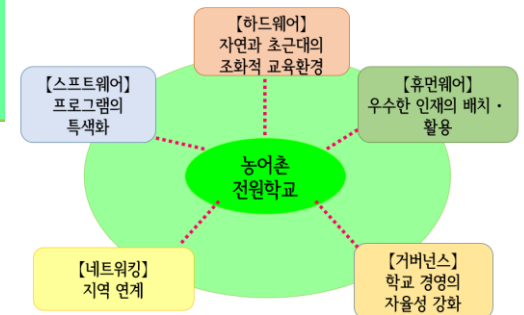 【하드웨어】
자연과 초근대의
조화적 교육환경
【스프트웨어】
프로그램의
특색화
【휴먼웨어】
우수한 인재의 배치・
활용
농어촌
전원학교
【네트워킹】
지역 연계
【거버넌스】
학교 경영의
자율성 강화